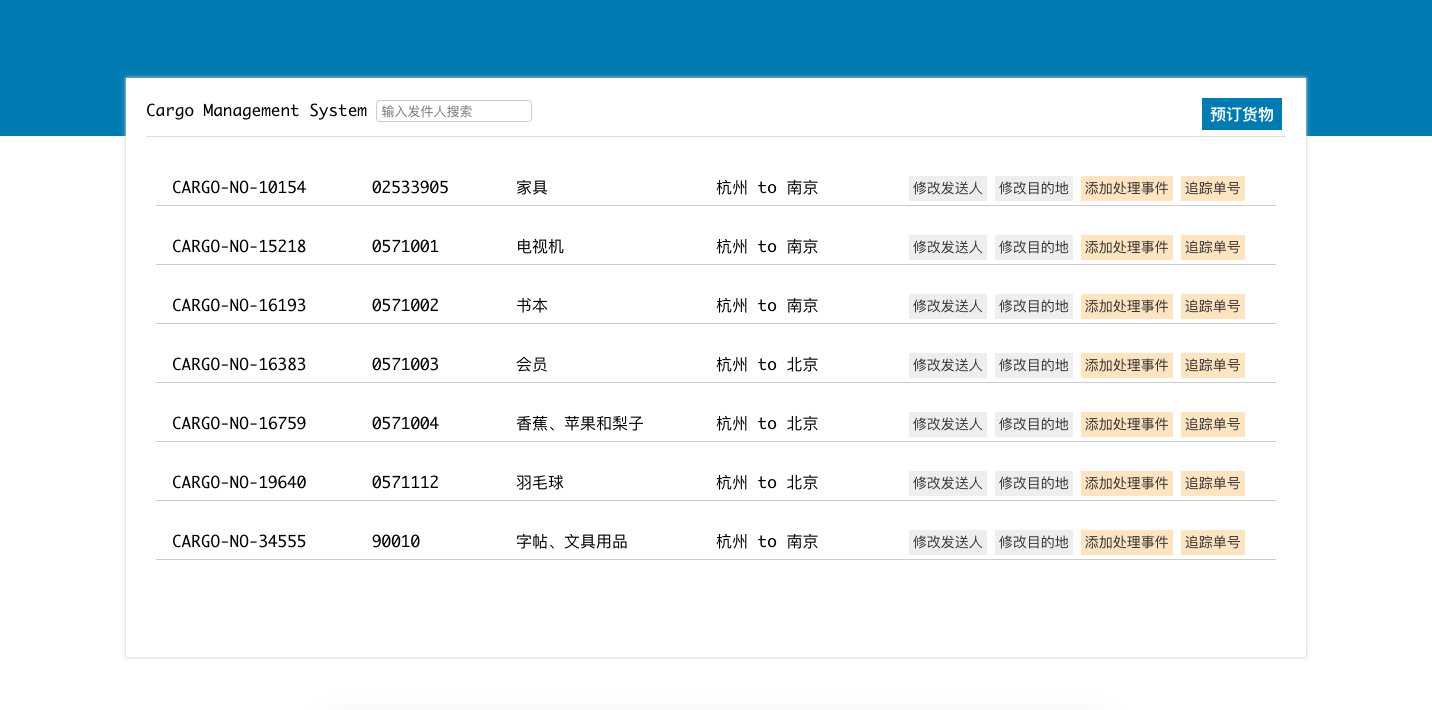 Cargo Management System 输入发件人搜索 预订货物
CARGO-NO-10154 02533905 家具 杭州 to 南京 修改发送人 修改目的地 添加处理事件 追踪单号
CARGO-NO-15218 0571001 电视机 杭州 to 南京 修改发送人 修改目的地 添加处理事件 追踪单号
CARGO-NO-16193 0571002 书本 杭州 to 南京 修改发送人 修改目的地 添加处理事件 追踪单号
CARGO-NO-16383 0571003 会员 杭州 to 北京 修改发送人 修改目的地 添加处理事件 追踪单号
CARGO-NO-16759 0571004 香蕉、苹果和梨子 杭州 to 北京 修改发送人 修改目的地 添加处理事件 追踪单号
CARGO-NO-19640 0571112 羽毛球 杭州 to 北京 修改发送人 修改目的地 添加处理事件 追踪单号
CARGO-NO-34555 90010 字帖、文具用品 杭州 to 南京 修改发送人 修改目的地 添加处理事件 追踪单号